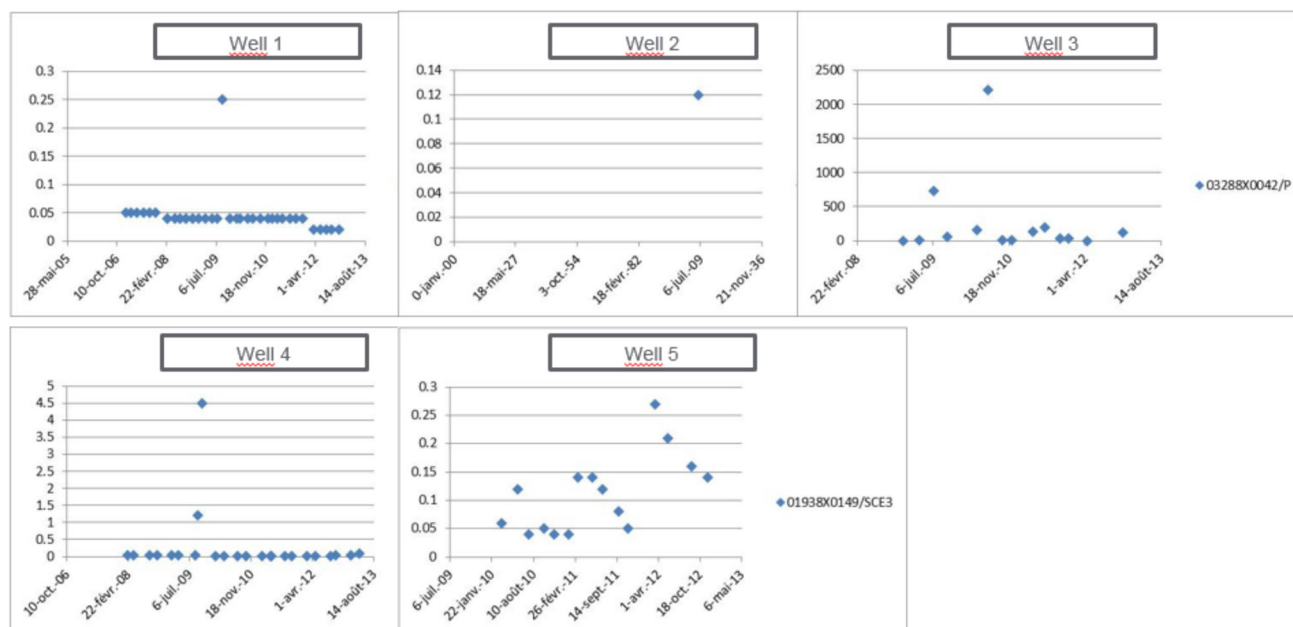 Well 1
0.3
0.25
0.2
0.15
0.1
0.05
0
28-mai-05
10-oct.-06
22-févr.-08
6-juil.-09
18-nov.-10
1-avr.-12
14-août-13
Well 2
0.14
0.12
0.1
0.08
0.06
0.04
0.02
0
0-janv.-00
18-mai-27
3-oct.-54
18-févr.-82
6-juil.-09
21-nov.-36
Well 3
2500
2000
1500
1000
500
0
22-févr.-08
6-juil.-09
18-nov.-10
1-avr.-12
14-août-13
03288X0042/P
Well 4
5
4.5
4
3.5
3
2.5
2
1.5
1
0.5
0
10-oct.-06
22-févr.-08
6-juil.-09
18-nov.-10
1-avr.-12
14-août-13
Well 5
0.3
0.25
0.2
0.15
0.1
0.05
0
6-juil.-09
22-janv.-10
10-août-10
26-févr.-11
14-sept.-11
1-avr.-12
18-oct.-12
6-mai-13
01938X0149/SCE3